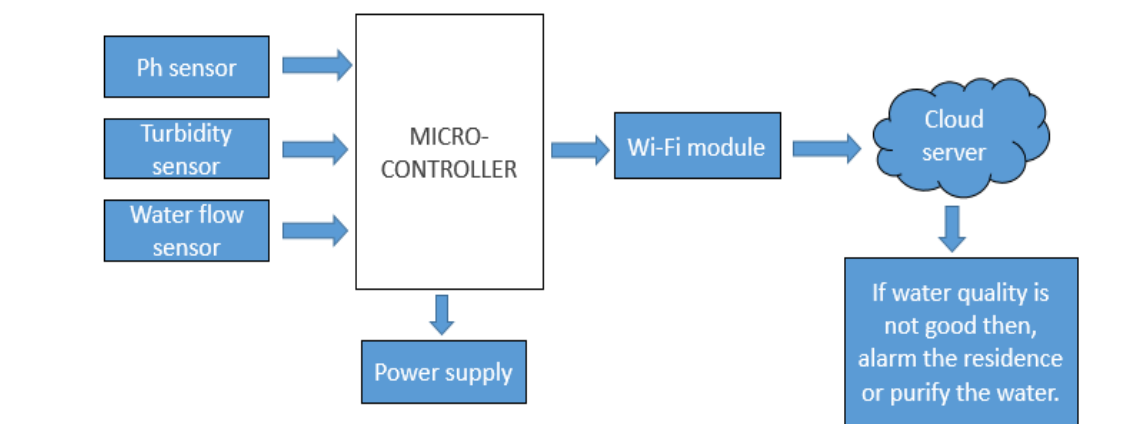 Ph sensor
Turbidity
sensor
Water flow
sensor
MICRO-
CONTROLLER
Power supply
Wi-Fi module
Cloud
server
If water quality is
not good then,
alarm the residence
or purify the water.